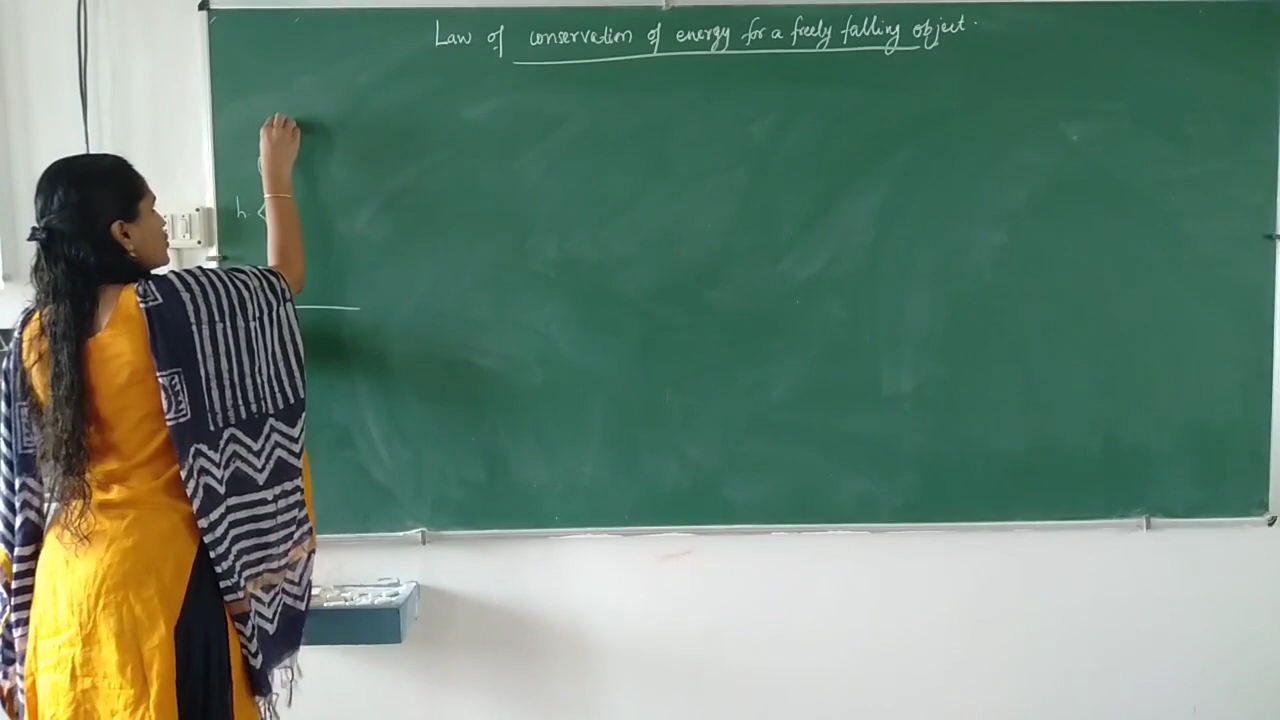 Law of conservation of energy for a freely falling object.
h